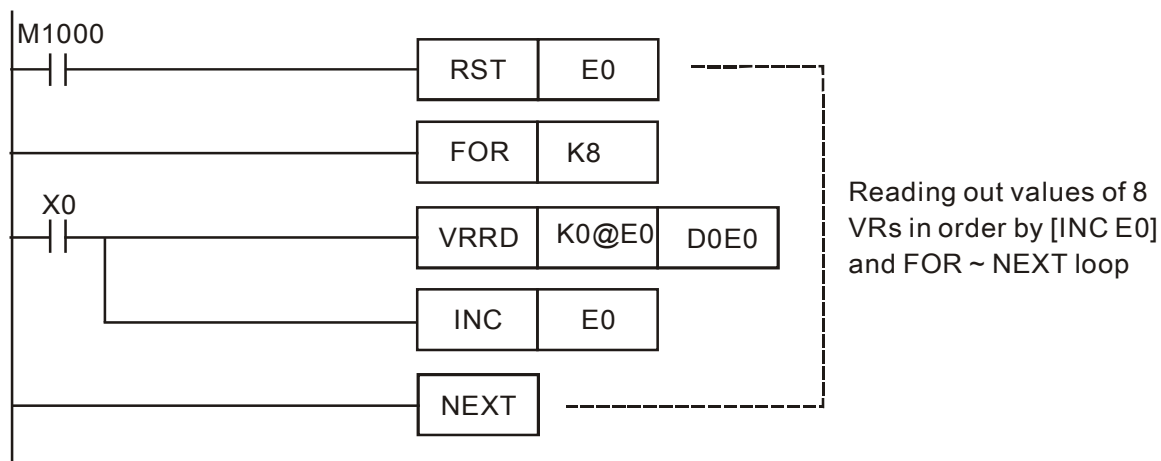 M1000
RST E0
FOR K8
X0
VRRD K0@E0 D0E0
INC E0
NEXT
Reading out values of 8
VRs in order by [INC E0]
and FOR ~ NEXT loop